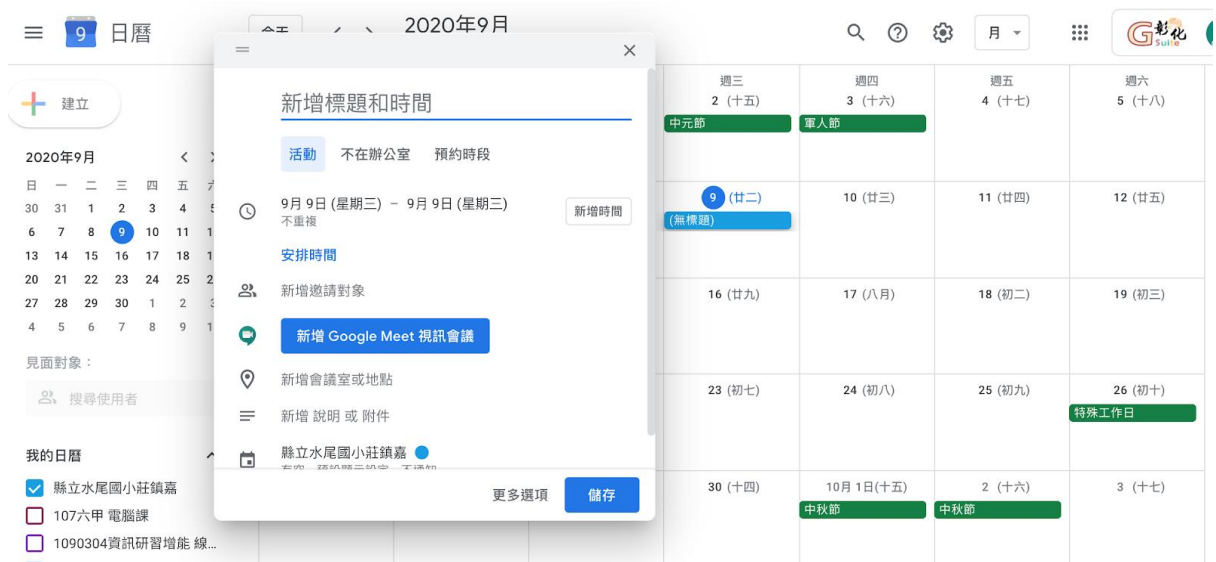 9 日曆
2020年9月
月
G 彰化
Suite
建立
2020年9月
日 一 二 三 四 五
30 31 1 2 3 4
6 7 8 9 10 11
13 14 15 16 17 18
20 21 22 23 24 25
27 28 29 30 1 2
4 5 6 7 8 9
見面對象：
搜尋使用者
我的日曆
縣立水尾國小莊鎮嘉
107六甲 電腦課
1090304資訊研習增能 線...
新增標題和時間
活動 不在辦公室 預約時段
9月 9日 (星期三) – 9月 9日 (星期三)
不重複
新增時間
安排時間
新增邀請對象
新增 Google Meet 視訊會議
新增會議室或地點
新增 說明 或 附件
縣立水尾國小莊鎮嘉
更多選項 儲存
週三 週四 週五 週六
2 (十五) 3 (十六) 4 (十七) 5 (十八)
中元節 軍人節
9 (廿二) 10 (廿三) 11 (廿四) 12 (廿五)
(無標題)
16 (廿九) 17 (八月) 18 (初二) 19 (初三)
23 (初七) 24 (初八) 25 (初九) 26 (初十)
特殊工作日
30 (十四) 10月 1日(十五) 2 (十六) 3 (十七)
中秋節 中秋節